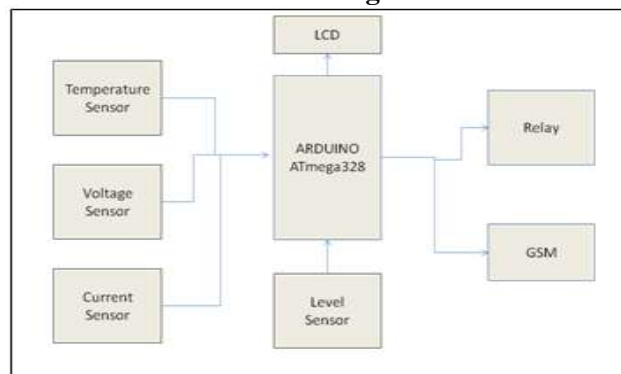 LCD
Temperature
Sensor
ARDUINO
ATmega328
Relay
Voltage
Sensor
GSM
Current
Sensor
Level
Sensor